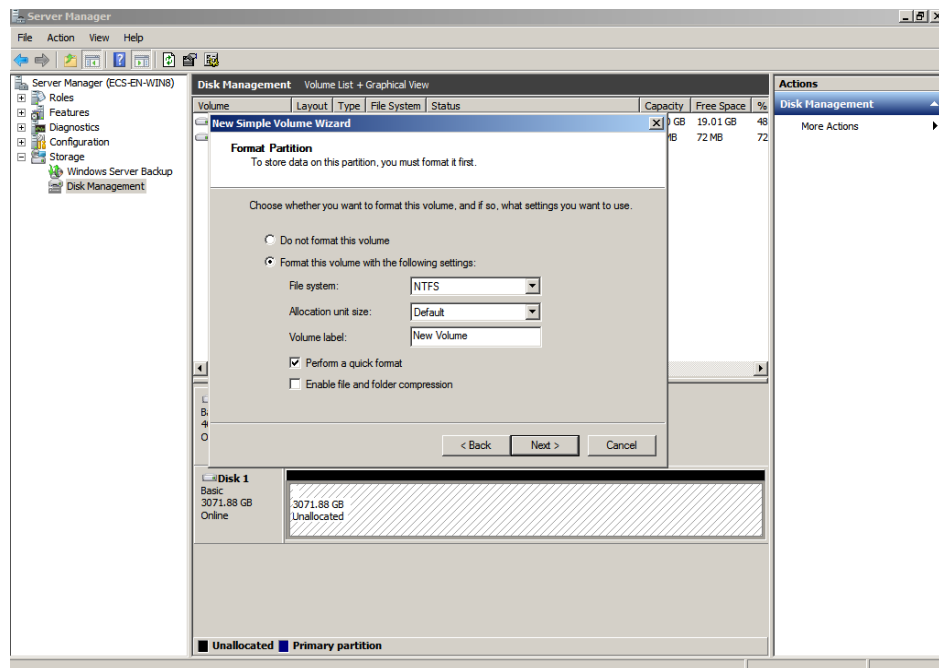 Server Manager
File Action View Help
Server Manager (ECS-EN-WIN8)
Roles
Features
Diagnostics
Configuration
Storage
Windows Server Backup
Disk Management
Disk Management Volume List + Graphical View
Volume Layout Type File System Status Capacity Free Space %
GB 19.01 GB 48
MB 72 MB 72
New Simple Volume Wizard
Format Partition
To store data on this partition, you must format it first.
Choose whether you want to format this volume, and if so, what settings you want to use.
Do not format this volume
Format this volume with the following settings:
File system: NTFS
Allocation unit size: Default
Volume label: New Volume
Perform a quick format
Enable file and folder compression
< Back Next > Cancel
Disk 1
Basic
3071.88 GB
Online
3071.88 GB
Unallocated
Unallocated Primary partition
Actions
Disk Management
More Actions